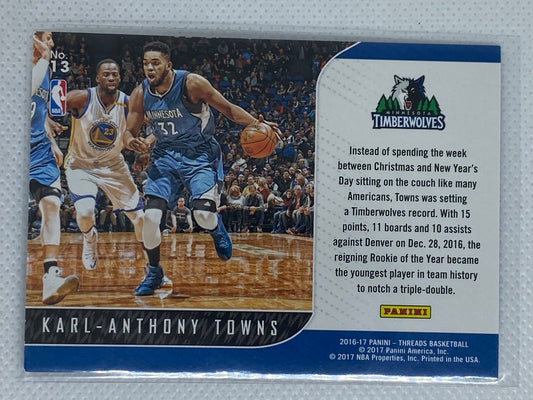 No.
13
NBA
MINNESOTA
32
23
MINNESOTA
TIMBERWOLVES
Instead of spending the week
between Christmas and New Year's
Day sitting on the couch like many
Americans, Towns was setting
a Timberwolves record. With 15
points, 11 boards and 10 assists
against Denver on Dec. 28, 2016, the
reigning Rookie of the Year became
the youngest player in team history
to notch a triple-double.
PANINI
KARL-ANTHONY TOWNS
2016-17 PANINI – THREADS BASKETBALL
© 2017 Panini America, Inc.
© 2017 NBA Properties, Inc. Printed in the USA.